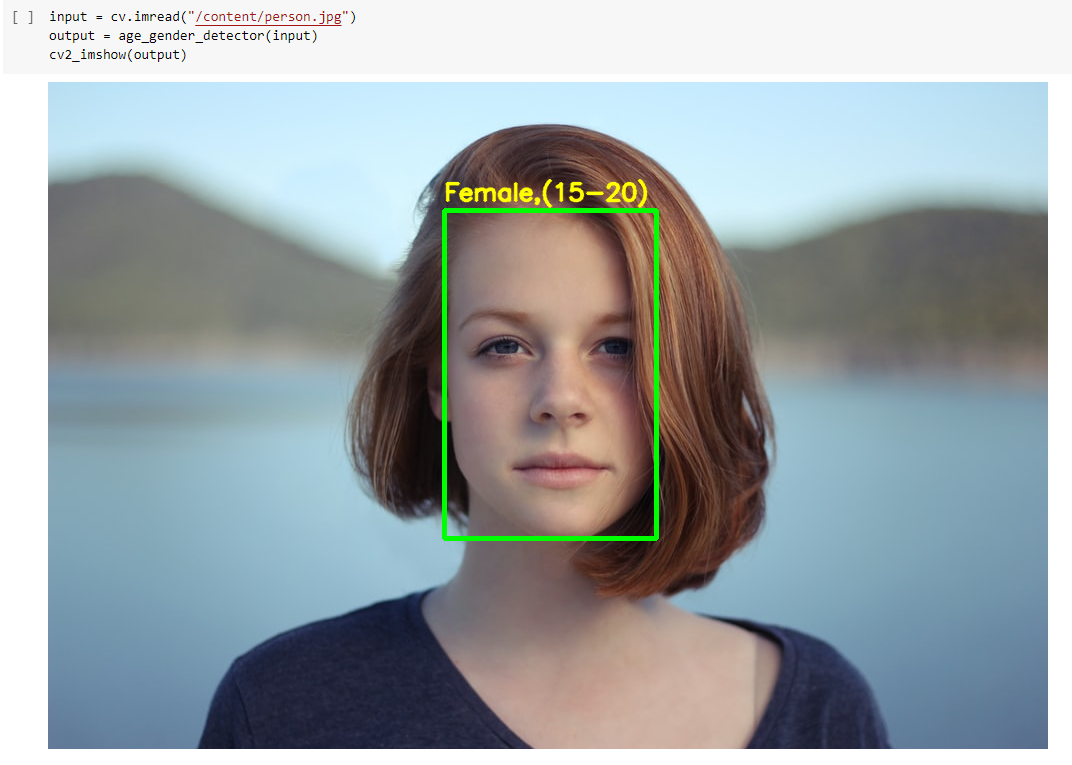 [ ] input = cv.imread("/content/person.jpg")
output = age_gender_detector(input)
cv2_imshow(output)
Female,(15-20)